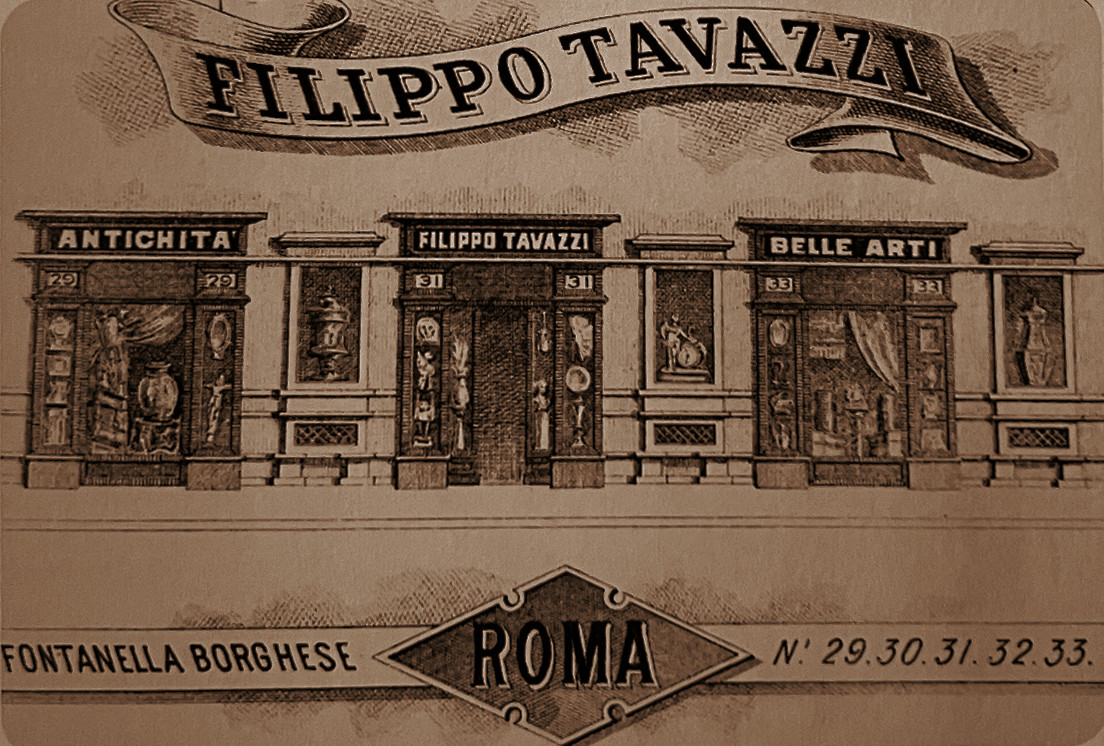 FILIPPO TAVAZZI
ANTICHITA'
FILIPPO TAVAZZI
BELLE ARTI
29 29
31 31
33 33
FONTANELLA BORGHESE
ROMA
N.' 29.30.31.32.33.